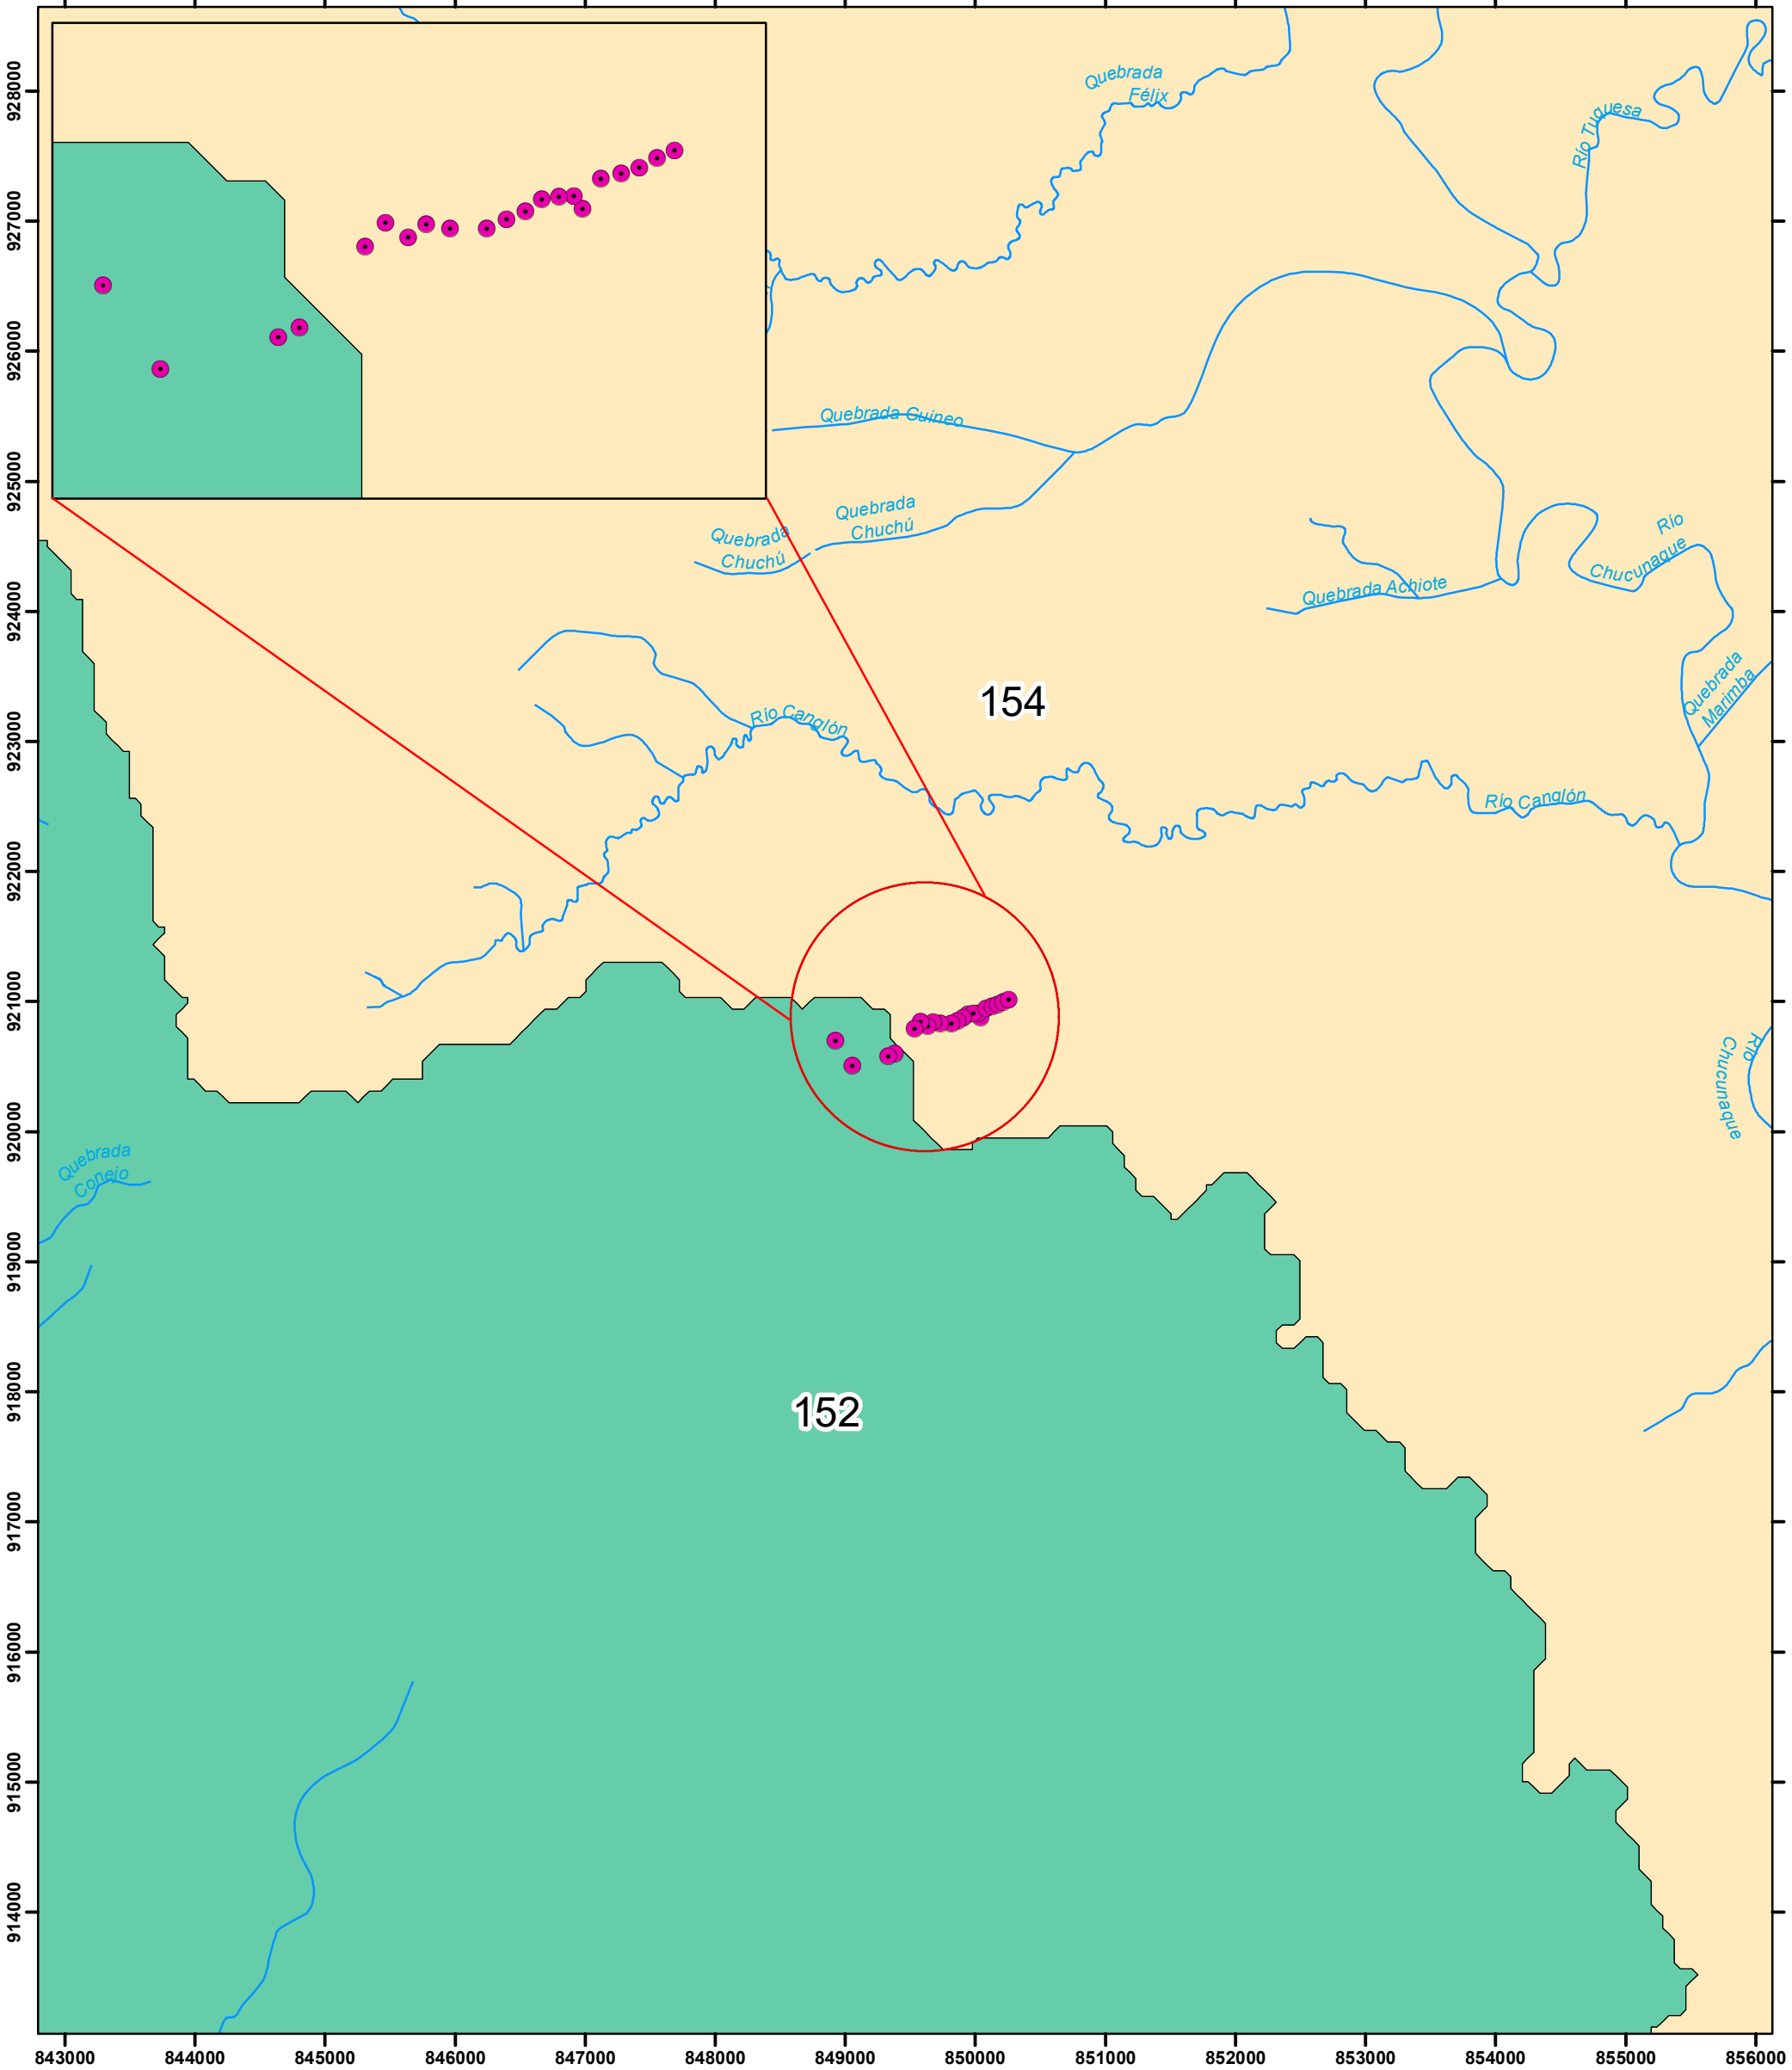 928000
927000
926000
925000
924000
923000
922000
921000
920000
919000
918000
917000
916000
915000
914000
Quebrada
Félix
Río Tuquesa
Quebrada Guineo
Quebrada
Chuchú
Quebrada
Chuchú
Río
Chucunaque
Quebrada Achiote
Quebrada
Marimba
154
Río Canglón
Río Canglón
Río
Chucunaque
Quebrada
Conejo
152
843000 844000 845000 846000 847000 848000 849000 850000 851000 852000 853000 854000 855000 856000